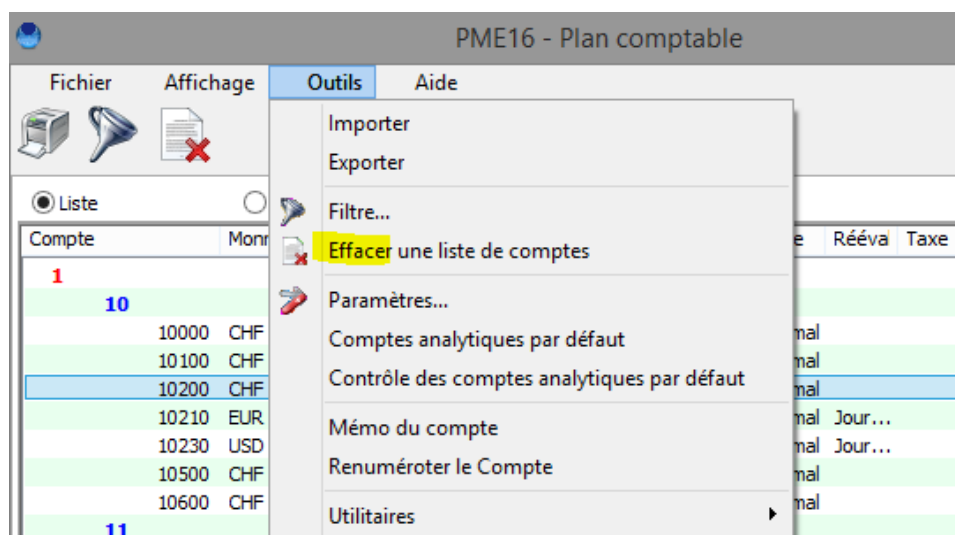 PME16 - Plan comptable
Fichier Affichage Outils Aide
Importer
Exporter
Liste
Filtre...
Compte Monr e Rééval Taxe
Effacer une liste de comptes
1
10
Paramètres...
10000 CHF mal
Comptes analytiques par défaut
10100 CHF mal
10200 CHF mal
Contrôle des comptes analytiques par défaut
10210 EUR mal Jour...
Mémo du compte
10230 USD mal Jour...
10500 CHF mal
Renuméroter le Compte
10600 CHF mal
Utilitaires
11